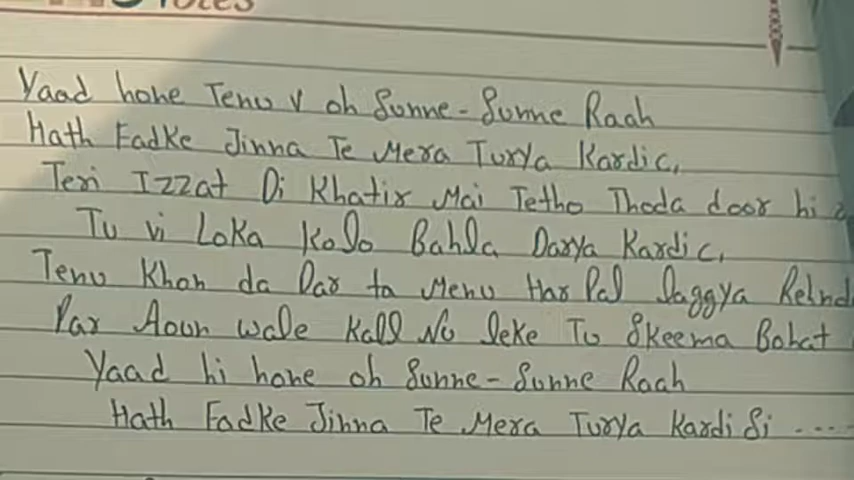 Notes
Yaad hone Tenu V oh Sunne-Sunne Raah
Hath Fadke Jinna Te Mera Turya Kardic,
Teri Izzat Di Khatir Mai Tetho Thoda door hi
Tu vi Loka Kolo Bahla Darya Kardic,
Tenu Khon da Dar ta Menu Har Pal Laggya
Par Aoun wale Kall Nu leke Tu Skeema Bohat
Yaad hi hone oh Sunne-Sunne Raah
Hath Fadke Jinna Te Mera Turya Kardi Si ....